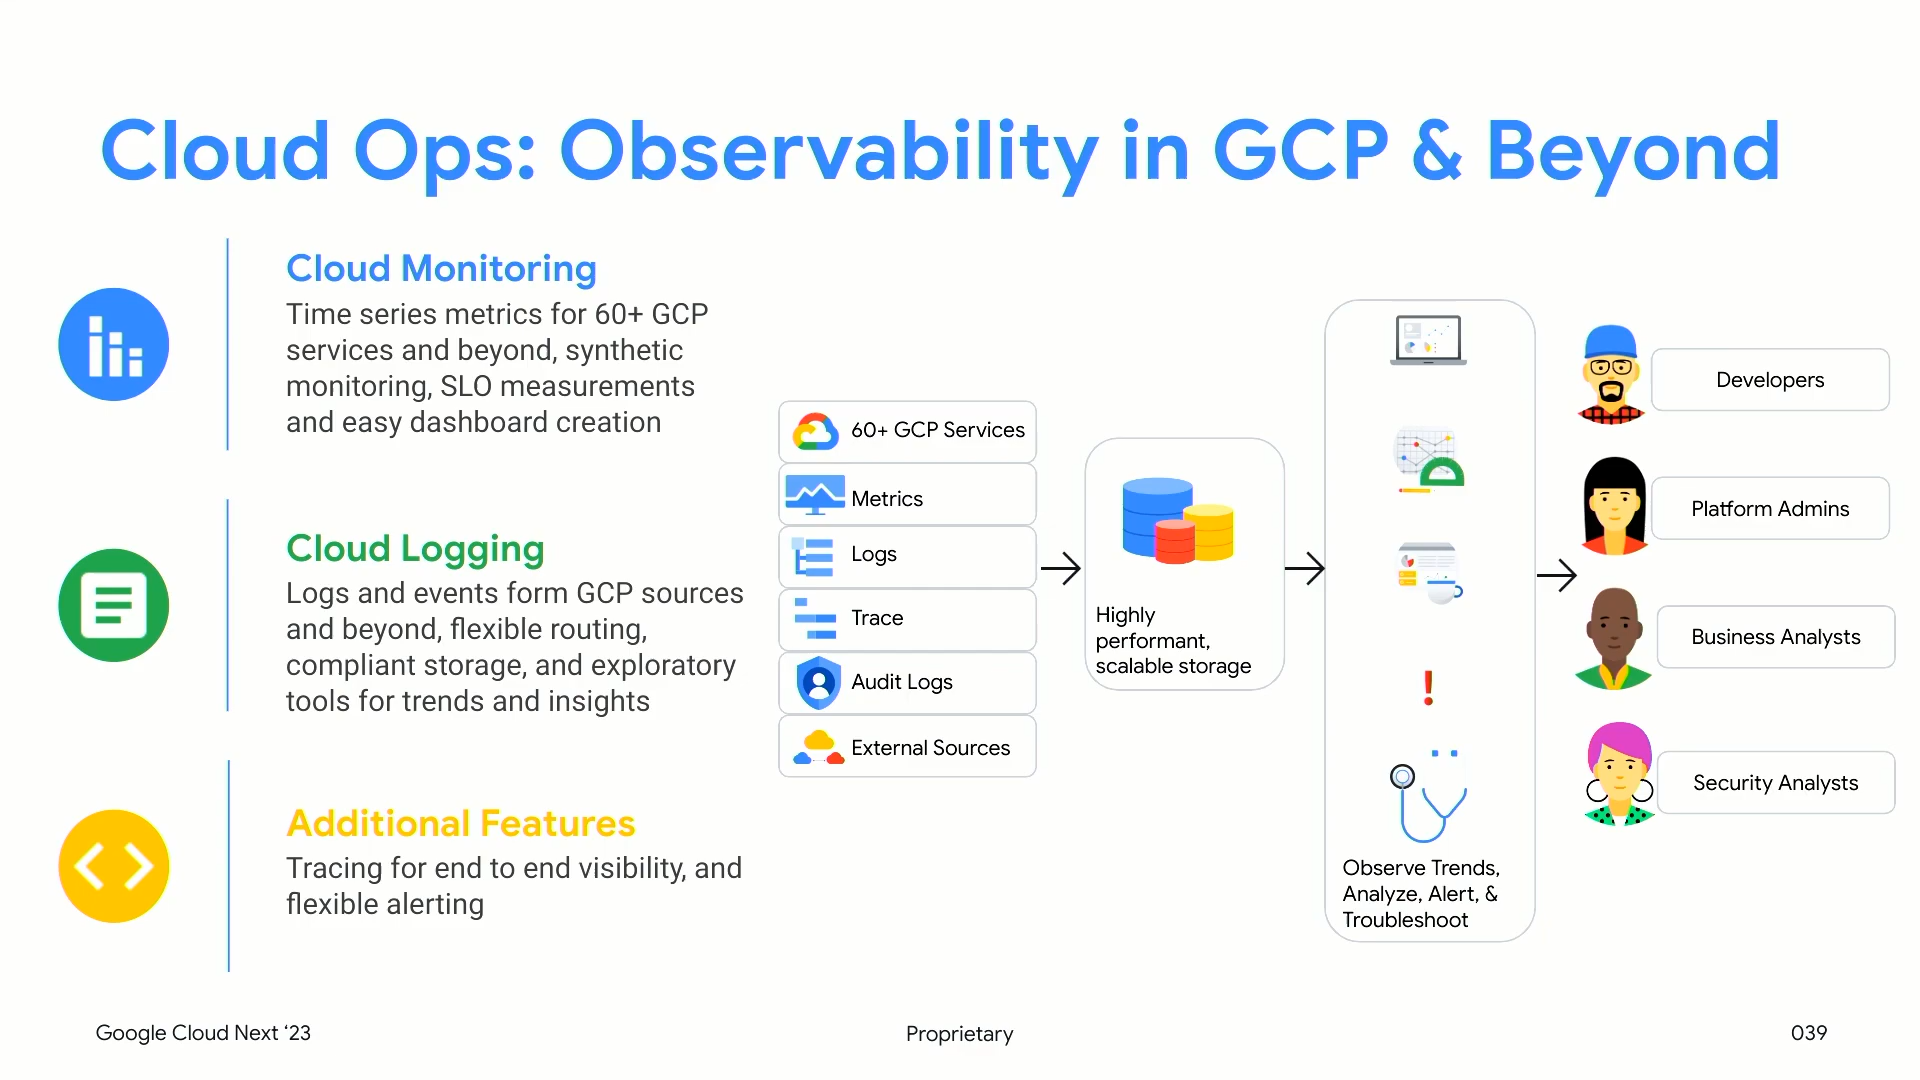 Cloud Ops: Observability in GCP & Beyond
Cloud Monitoring
Time series metrics for 60+ GCP
services and beyond, synthetic
monitoring, SLO measurements
and easy dashboard creation
Cloud Logging
Logs and events form GCP sources
and beyond, flexible routing,
compliant storage, and exploratory
tools for trends and insights
Additional Features
Tracing for end to end visibility, and
flexible alerting
60+ GCP Services
Metrics
Logs
Trace
Audit Logs
External Sources
Highly
performant,
scalable storage
Observe Trends,
Analyze, Alert, &
Troubleshoot
Developers
Platform Admins
Business Analysts
Security Analysts
Google Cloud Next ‘23
Proprietary
039